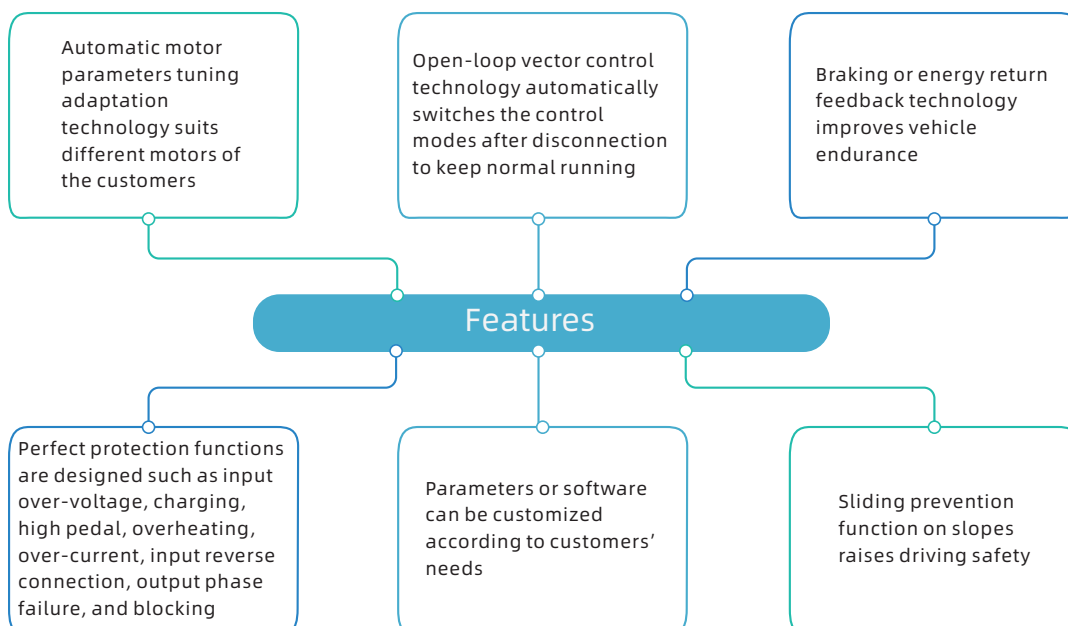 Automatic motor
parameters tuning
adaptation
technology suits
different motors of
the customers
Open-loop vector control
technology automatically
switches the control
modes after disconnection
to keep normal running
Braking or energy return
feedback technology
improves vehicle
endurance
Features
Perfect protection functions
are designed such as input
over-voltage, charging,
high pedal, overheating,
over-current, input reverse
connection, output phase
failure, and blocking
Parameters or software
can be customized
according to customers’
needs
Sliding prevention
function on slopes
raises driving safety